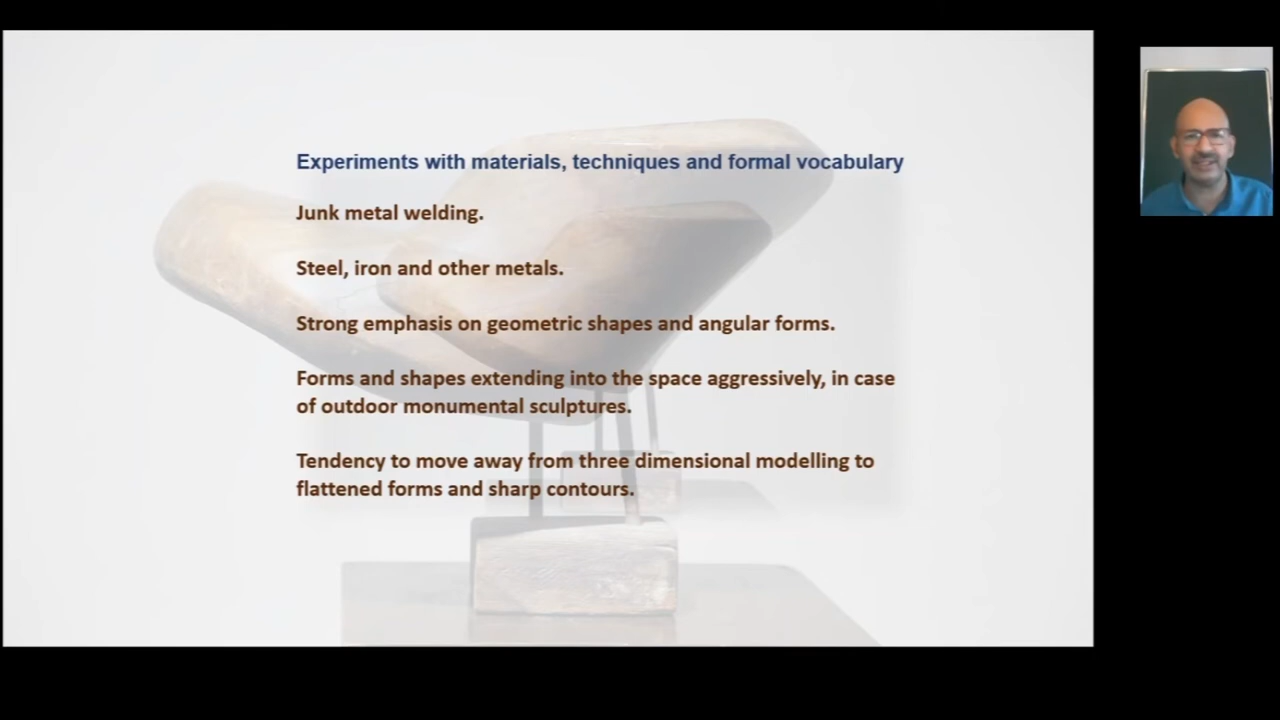 Experiments with materials, techniques and formal vocabulary
Junk metal welding.
Steel, iron and other metals.
Strong emphasis on geometric shapes and angular forms.
Forms and shapes extending into the space aggressively, in case
of outdoor monumental sculptures.
Tendency to move away from three dimensional modelling to
flattened forms and sharp contours.